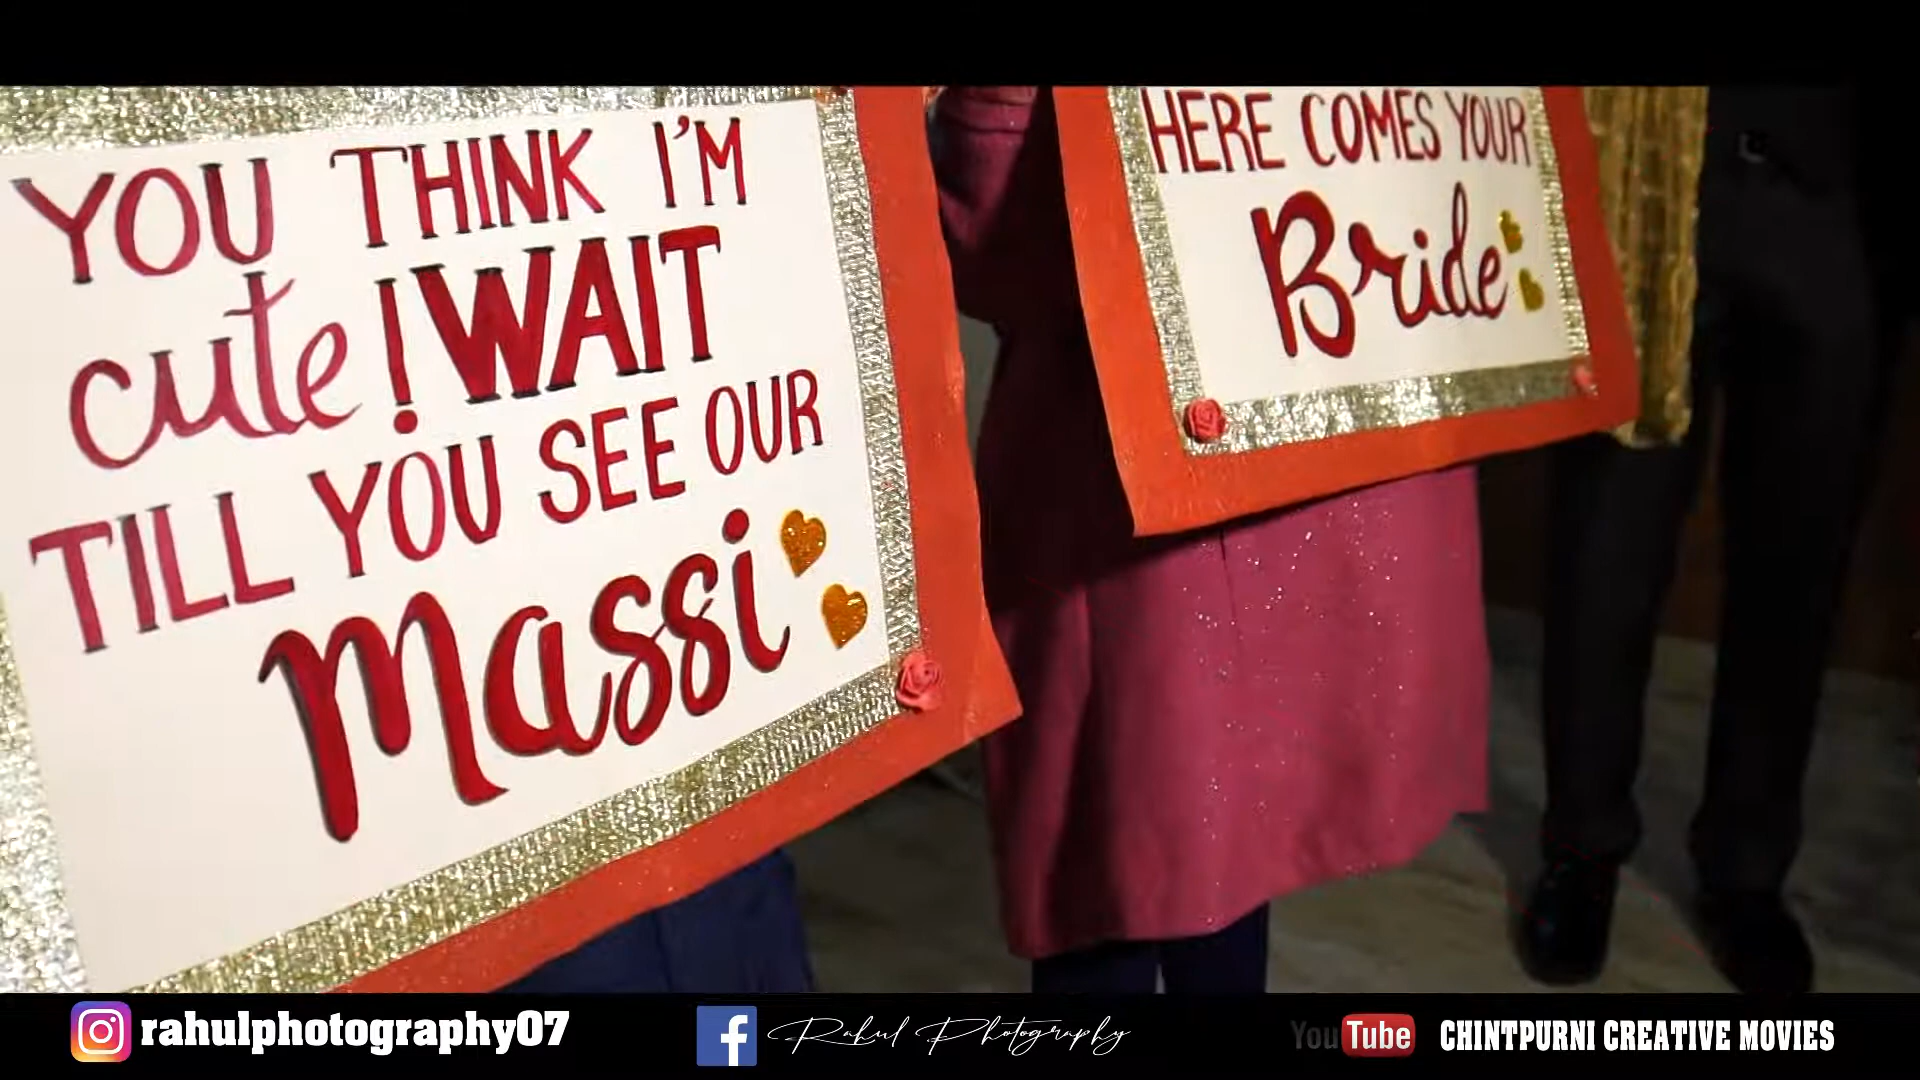 YOU THINK I'M
cute! WAIT
TILL YOU SEE OUR
Massi
HERE COMES YOUR
Bride
rahulphotography07
Rahul Photography
YouTube CHINTPURNI CREATIVE MOVIES